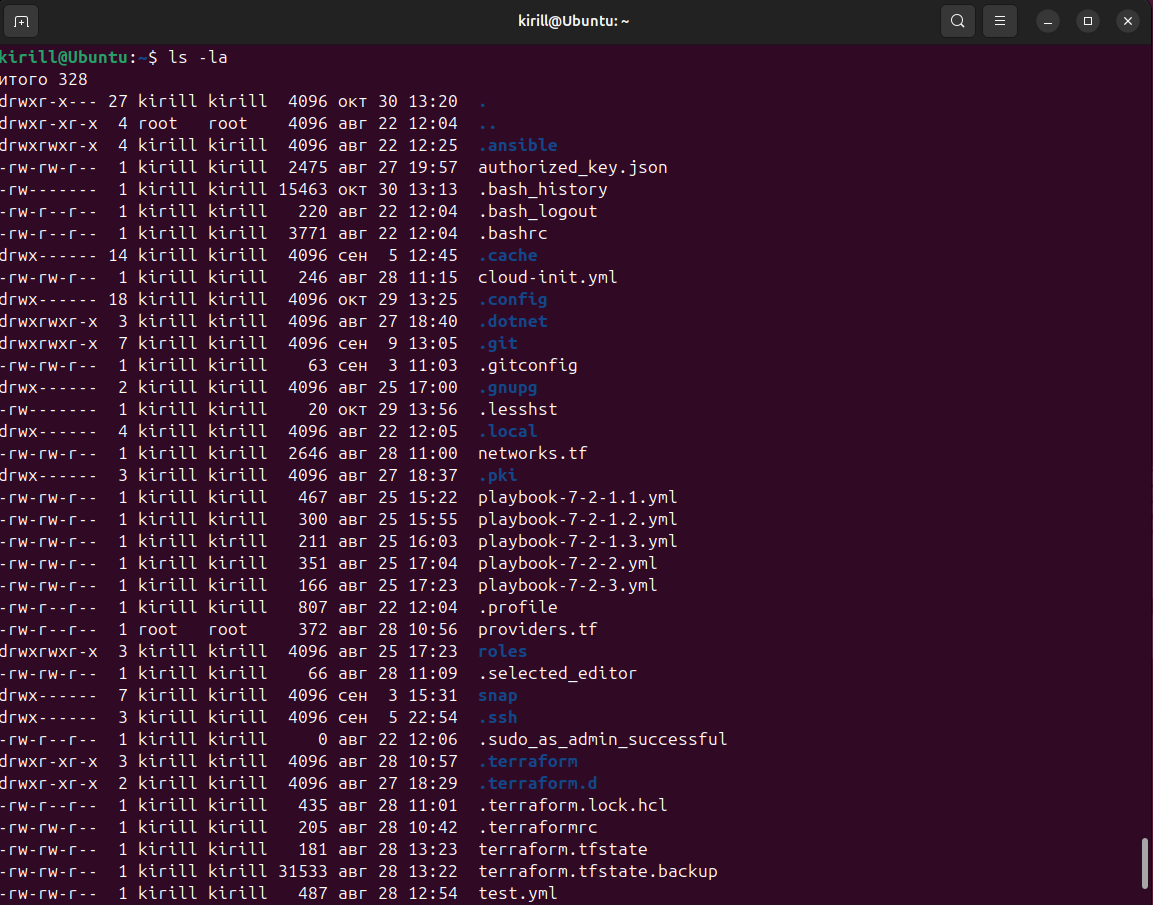 kirill@Ubuntu: ~
kirill@Ubuntu:~$ ls -la
итого 328
drwxr-x--- 27 kirill kirill  4096 окт 30 13:20  .
drwxr-xr-x  4 root   root    4096 авг 22 12:04  ..
drwxrwxr-x  4 kirill kirill  4096 авг 22 12:25  .ansible
-rw-rw-r--  1 kirill kirill  2475 авг 27 19:57  authorized_key.json
-rw-------  1 kirill kirill 15463 окт 30 13:13  .bash_history
-rw-r--r--  1 kirill kirill   220 авг 22 12:04  .bash_logout
-rw-r--r--  1 kirill kirill  3771 авг 22 12:04  .bashrc
drwx------ 14 kirill kirill  4096 сен  5 12:45  .cache
-rw-rw-r--  1 kirill kirill   246 авг 28 11:15  cloud-init.yml
drwx------ 18 kirill kirill  4096 окт 29 13:25  .config
drwxrwxr-x  3 kirill kirill  4096 авг 27 18:40  .dotnet
drwxrwxr-x  7 kirill kirill  4096 сен  9 13:05  .git
-rw-rw-r--  1 kirill kirill    63 сен  3 11:03  .gitconfig
drwx------  2 kirill kirill  4096 авг 25 17:00  .gnupg
-rw-------  1 kirill kirill    20 окт 29 13:56  .lesshst
drwx------  4 kirill kirill  4096 авг 22 12:05  .local
-rw-rw-r--  1 kirill kirill  2646 авг 28 11:00  networks.tf
drwx------  3 kirill kirill  4096 авг 27 18:37  .pki
-rw-rw-r--  1 kirill kirill   467 авг 25 15:22  playbook-7-2-1.1.yml
-rw-rw-r--  1 kirill kirill   300 авг 25 15:55  playbook-7-2-1.2.yml
-rw-rw-r--  1 kirill kirill   211 авг 25 16:03  playbook-7-2-1.3.yml
-rw-rw-r--  1 kirill kirill   351 авг 25 17:04  playbook-7-2-2.yml
-rw-rw-r--  1 kirill kirill   166 авг 25 17:23  playbook-7-2-3.yml
-rw-r--r--  1 kirill kirill   807 авг 22 12:04  .profile
-rw-r--r--  1 root   root     372 авг 28 10:56  providers.tf
drwxrwxr-x  3 kirill kirill  4096 авг 25 17:23  roles
-rw-rw-r--  1 kirill kirill    66 авг 28 11:09  .selected_editor
drwx------  7 kirill kirill  4096 сен  3 15:31  snap
drwx------  3 kirill kirill  4096 сен  5 22:54  .ssh
-rw-r--r--  1 kirill kirill     0 авг 22 12:06  .sudo_as_admin_successful
drwxr-xr-x  3 kirill kirill  4096 авг 28 10:57  .terraform
drwxr-xr-x  2 kirill kirill  4096 авг 27 18:29  .terraform.d
-rw-r--r--  1 kirill kirill   435 авг 28 11:01  .terraform.lock.hcl
-rw-rw-r--  1 kirill kirill   205 авг 28 10:42  .terraformrc
-rw-rw-r--  1 kirill kirill   181 авг 28 13:23  terraform.tfstate
-rw-rw-r--  1 kirill kirill 31533 авг 28 13:22  terraform.tfstate.backup
-rw-rw-r--  1 kirill kirill   487 авг 28 12:54  test.yml